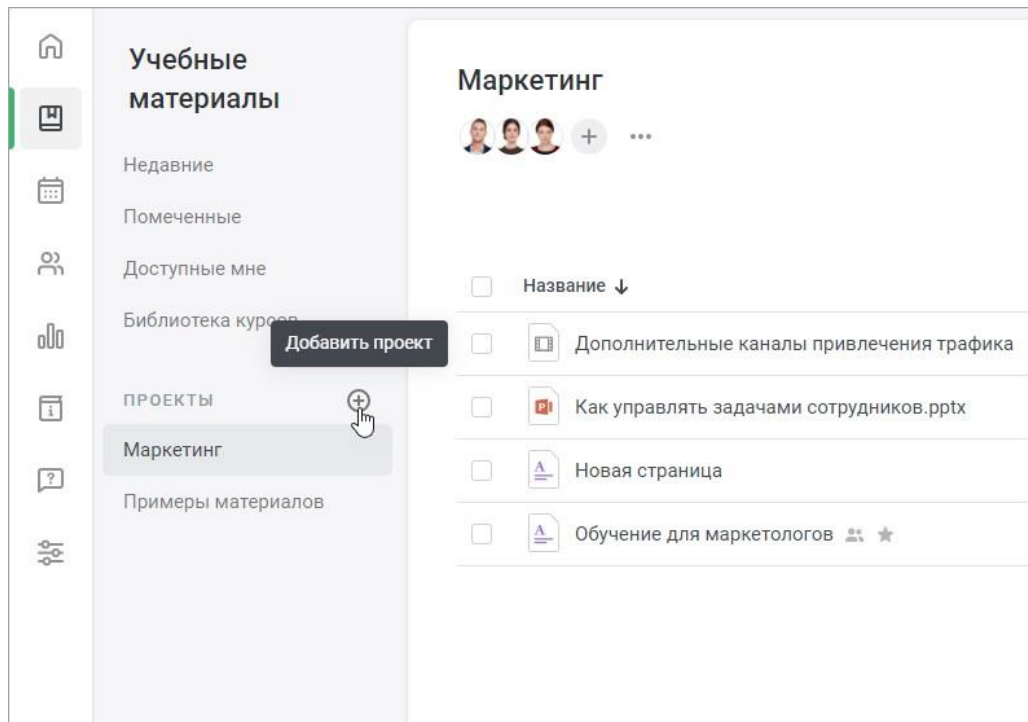 Учебные
материалы
Недавние
Помеченные
Доступные мне
Библиотека курсов
Добавить проект
ПРОЕКТЫ
Маркетинг
Примеры материалов
Маркетинг
Название
Дополнительные каналы привлечения трафика
Как управлять задачами сотрудников.pptx
Новая страница
Обучение для маркетологов